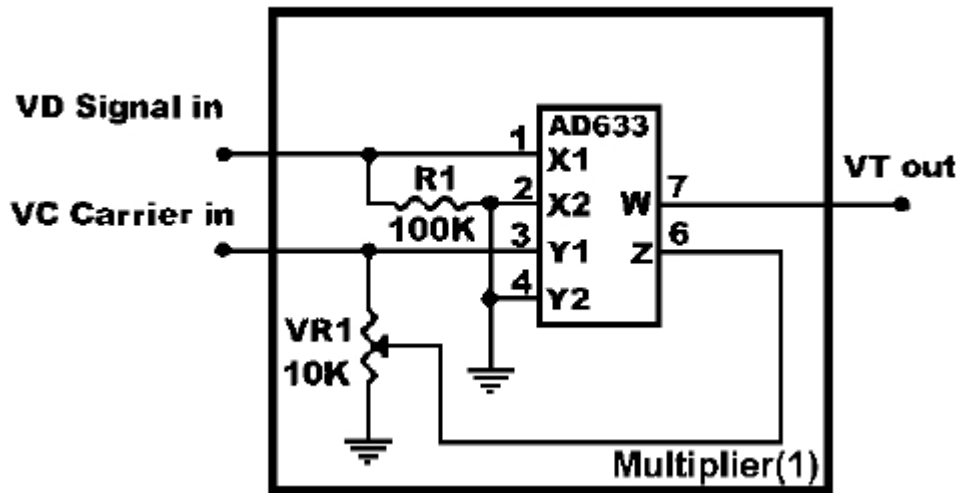 VD Signal in
VC Carrier in
R1
100K
VR1
10K
1
2
3
4
AD633
X1
X2
Y1
Y2
W
Z
7
6
VT out
Multiplier(1)